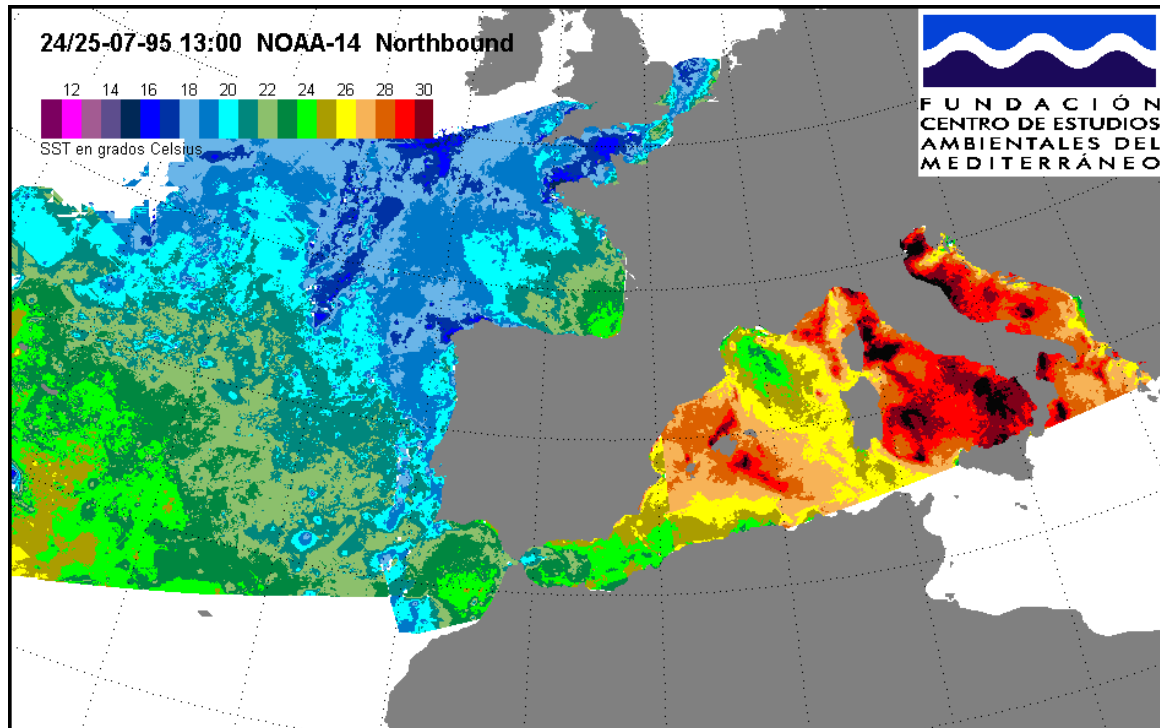 24/25-07-95 13:00 NOAA-14 Northbound
12 14 16 18 20 22 24 26 28 30
SST en grados Celsius
FUNDACIÓN
CENTRO DE ESTUDIOS
AMBIENTALES DEL
MEDITERRÁNEO